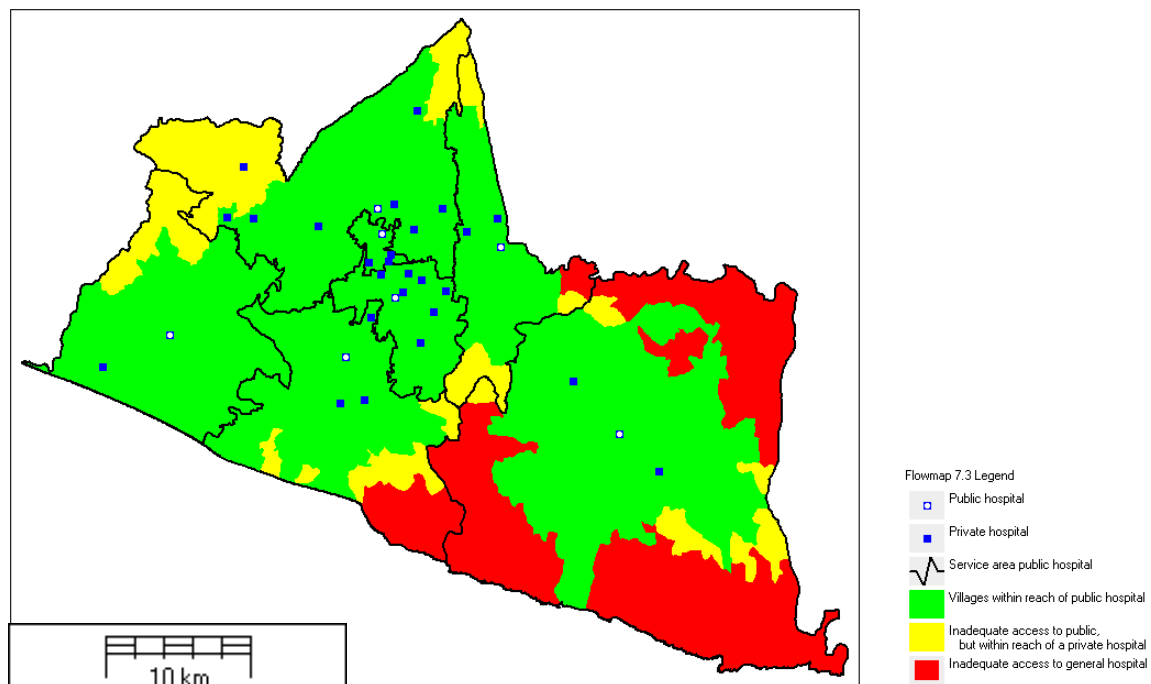 10 km
Flowmap 7.3 Legend
Public hospital
Private hospital
Service area public hospital
Villages within reach of public hospital
Inadequate access to public,
but within reach of a private hospital
Inadequate access to general hospital